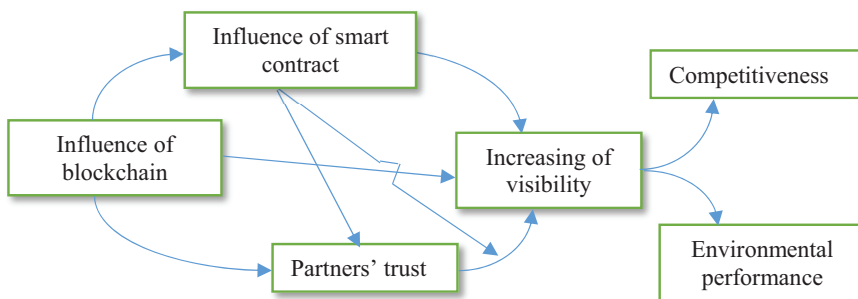 Influence of smart
contract
Competitiveness
Influence of
blockchain
Increasing of
visibility
Partners’ trust
Environmental
performance